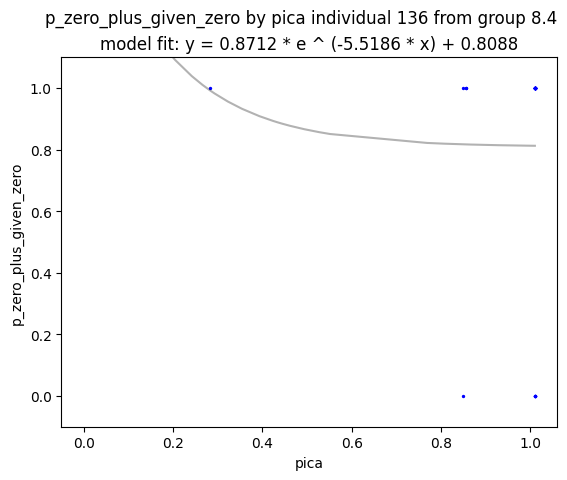 p_zero_plus_given_zero by pica individual 136 from group 8.4
model fit: y = 0.8712 * e ^ (-5.5186 * x) + 0.8088
1.0
0.8
0.6
0.4
0.2
0.0
p_zero_plus_given_zero
0.0 0.2 0.4 0.6 0.8 1.0
pica